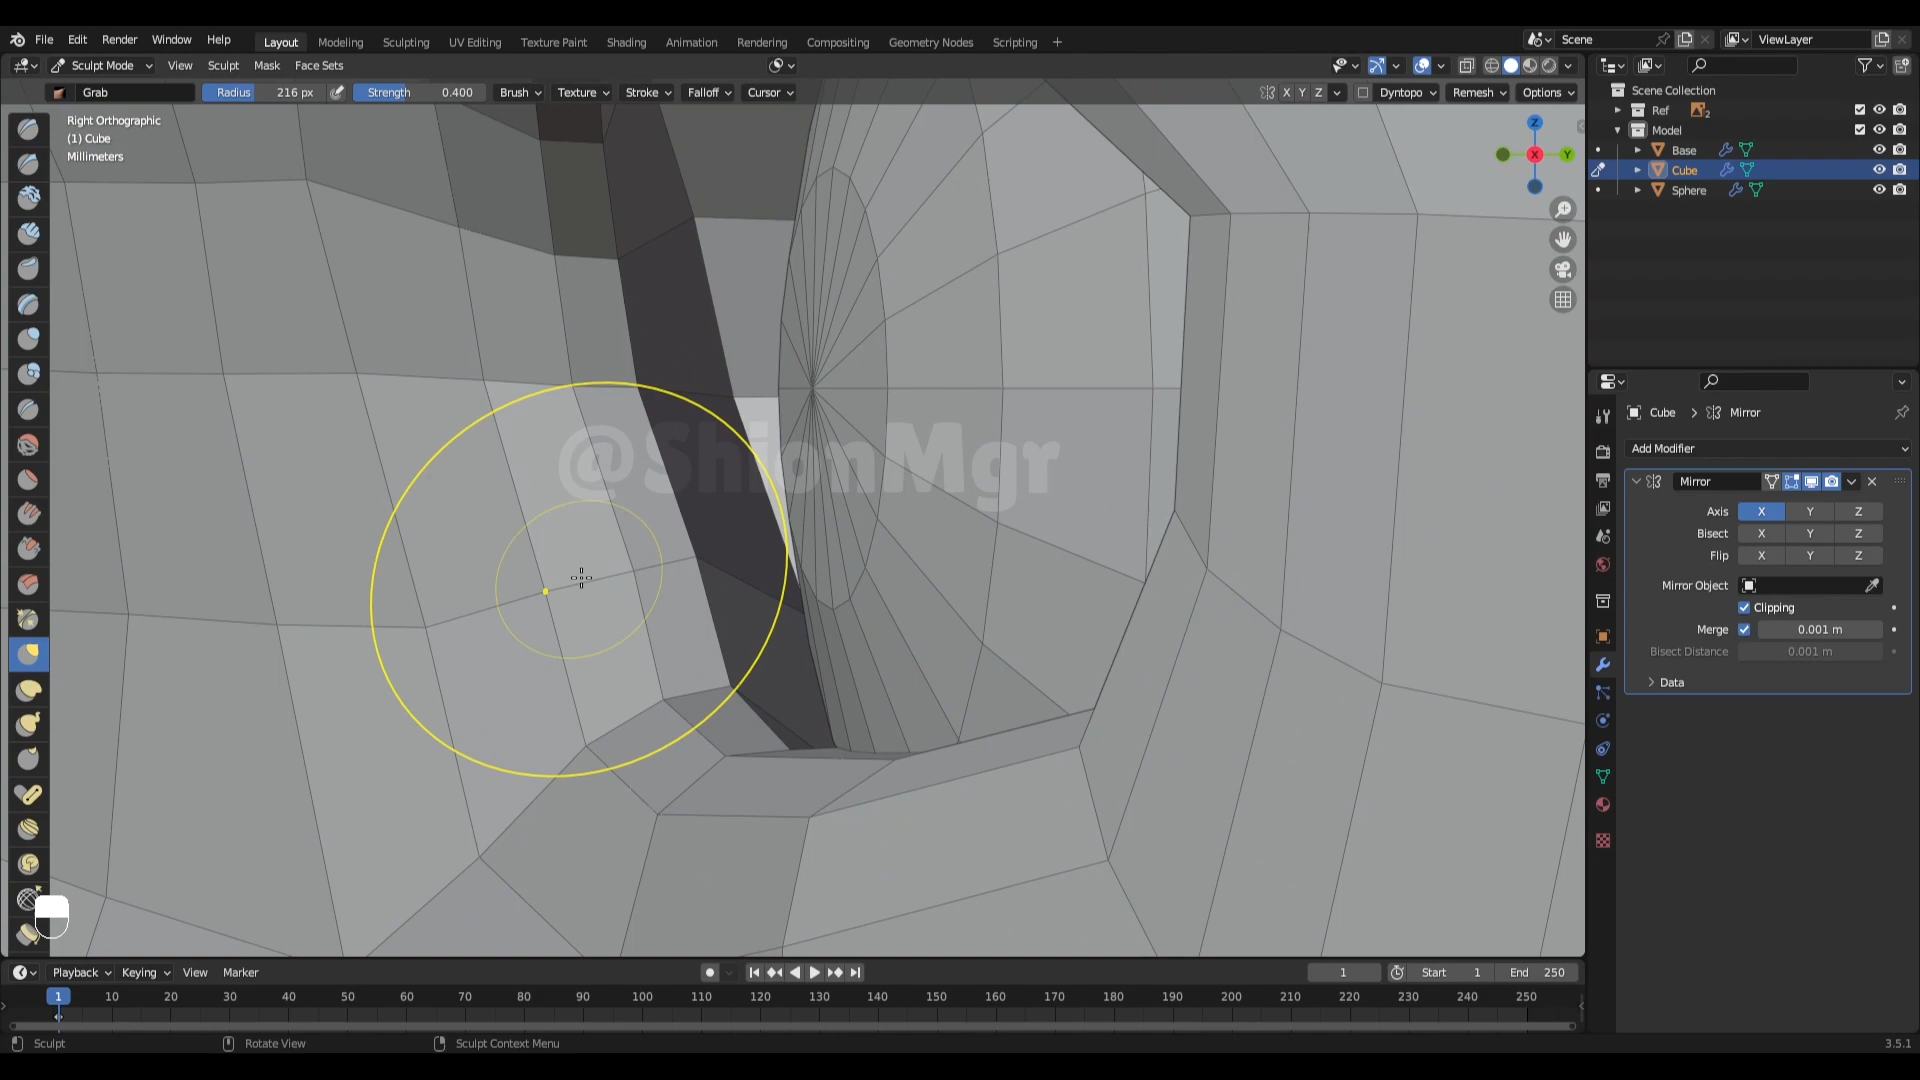 File Edit Render Window Help Layout Modeling Sculpting UV Editing Texture Paint Shading Animation Rendering Compositing Geometry Nodes Scripting + Scene ViewLayer
Sculpt Mode View Sculpt Mask Face Sets
Grab Radius 216 px Strength 0.400 Brush Texture Stroke Falloff Cursor X Y Z Dyntopo Remesh Options
Right Orthographic
(1) Cube
Millimeters
Z
X
Y
@ShionMgr
Scene Collection
Ref 2
Model
Base
Cube
Sphere
Cube > Mirror
Add Modifier
Mirror
Axis X Y Z
Bisect X Y Z
Flip X Y Z
Mirror Object
Clipping
Merge 0.001 m
Bisect Distance 0.001 m
Data
Playback Keying View Marker 1 Start 1 End 250
1 10 20 30 40 50 60 70 80 90 100 110 120 130 140 150 160 170 180 190 200 210 220 230 240 250
Sculpt Rotate View Sculpt Context Menu 3.5.1